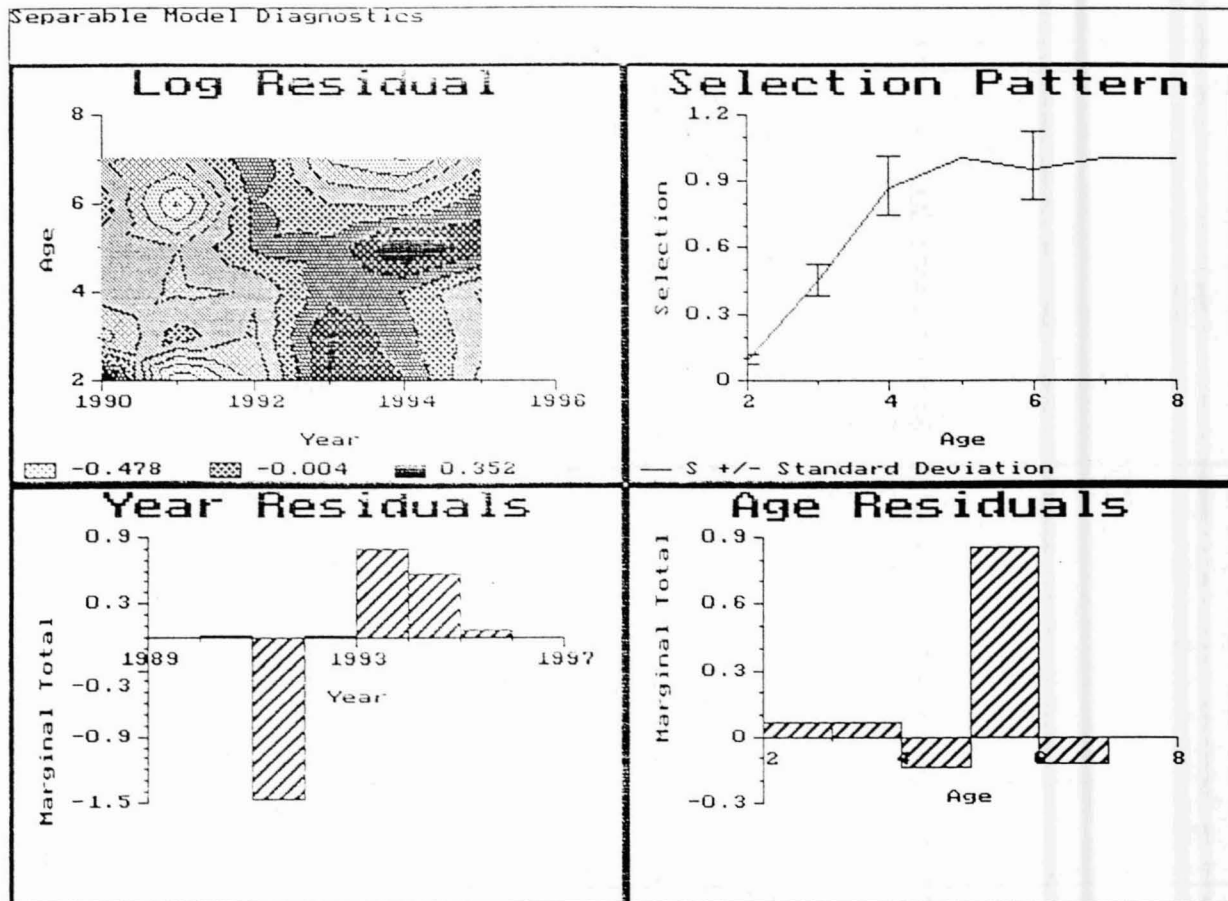 Separable Model Diagnostics
Log Residual
8
6
4
2
Age
1990 1992 1994 1996
Year
-0.478 -0.004 0.352
Selection Pattern
1.2
0.9
0.6
0.3
0
Selection
2 4 6 8
Age
S +/- Standard Deviation
Year Residuals
0.9
0.3
-0.3
-0.9
-1.5
Marginal Total
1989 1993 1997
Year
Age Residuals
0.9
0.6
0.3
0
-0.3
Marginal Total
2 4 6 8
Age